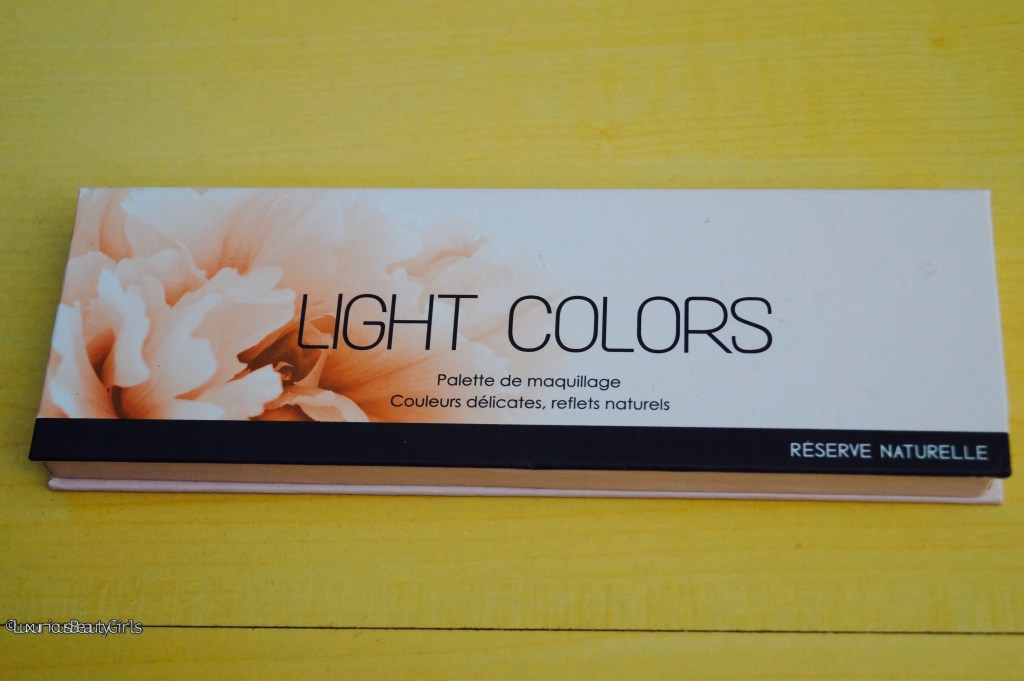 LIGHT COLORS
Palette de maquillage
Couleurs délicates, reflets naturels
RÉSERVE NATURELLE
©LuxuriousBeautyGirls